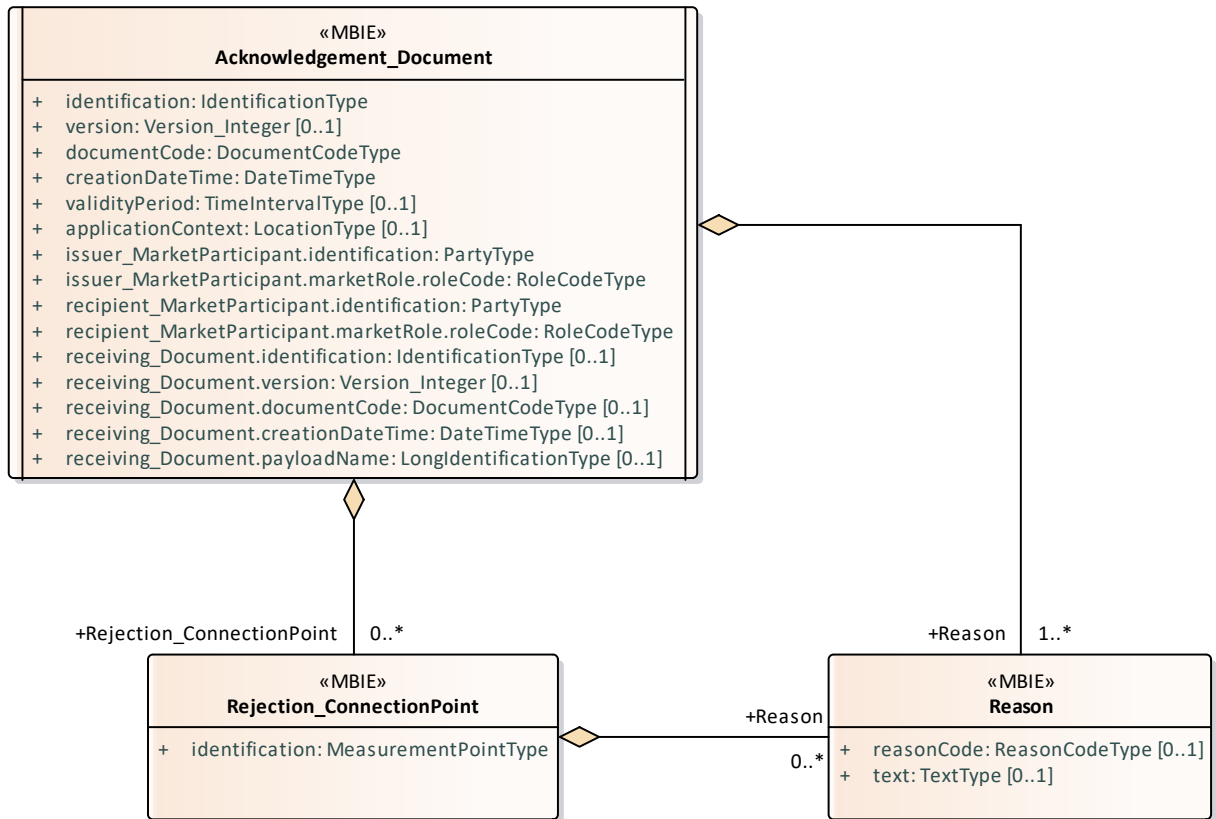 «MBIE»
Acknowledgement_Document
+ identification: IdentificationType
+ version: Version_Integer [0..1]
+ documentCode: DocumentCodeType
+ creationDateTime: DateTimeType
+ validityPeriod: TimeIntervalType [0..1]
+ applicationContext: LocationType [0..1]
+ issuer_MarketParticipant.identification: PartyType
+ issuer_MarketParticipant.marketRole.roleCode: RoleCodeType
+ recipient_MarketParticipant.identification: PartyType
+ recipient_MarketParticipant.marketRole.roleCode: RoleCodeType
+ receiving_Document.identification: IdentificationType [0..1]
+ receiving_Document.version: Version_Integer [0..1]
+ receiving_Document.documentCode: DocumentCodeType [0..1]
+ receiving_Document.creationDateTime: DateTimeType [0..1]
+ receiving_Document.payloadName: LongIdentificationType [0..1]
+Rejection_ConnectionPoint 0..*
+Reason 1..*
«MBIE»
Rejection_ConnectionPoint
+ identification: MeasurementPointType
+Reason
0..*
«MBIE»
Reason
+ reasonCode: ReasonCodeType [0..1]
+ text: TextType [0..1]